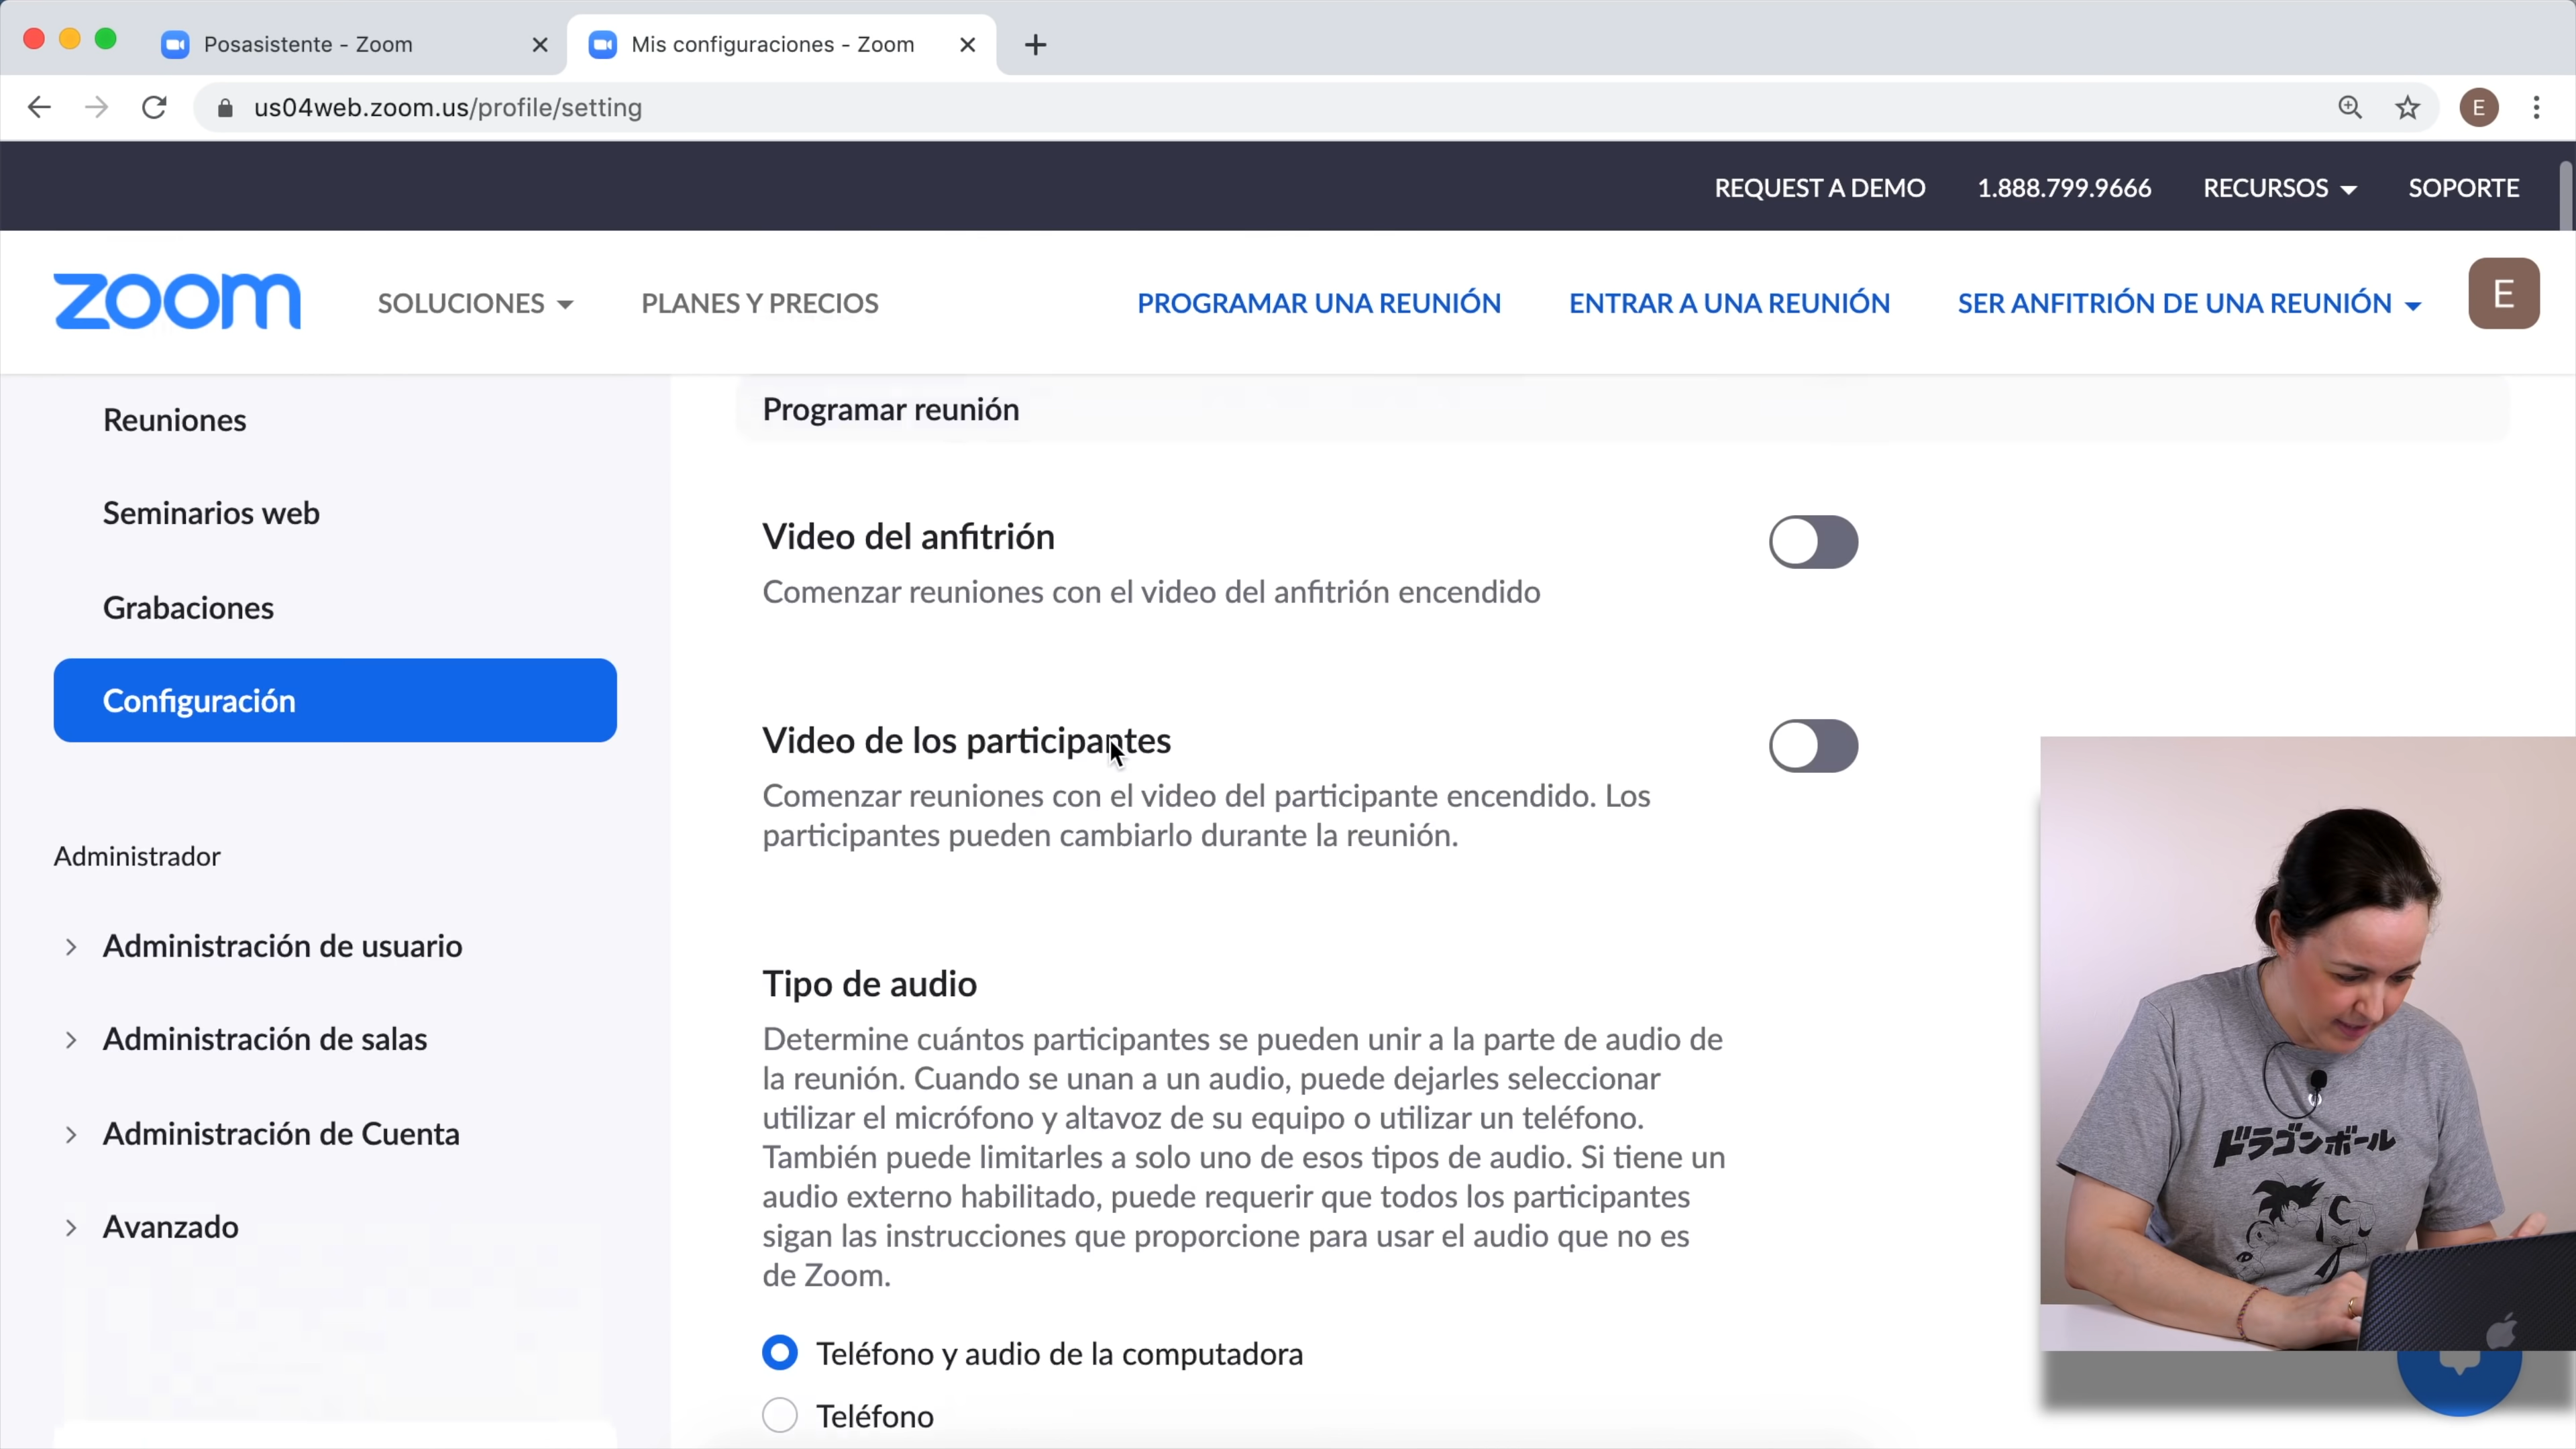 Posasistente - Zoom
Mis configuraciones - Zoom
us04web.zoom.us/profile/setting
E
REQUEST A DEMO
1.888.799.9666
RECURSOS
SOPORTE
zoom
SOLUCIONES
PLANES Y PRECIOS
PROGRAMAR UNA REUNIÓN
ENTRAR A UNA REUNIÓN
SER ANFITRIÓN DE UNA REUNIÓN
E
Reuniones
Seminarios web
Grabaciones
Configuración
Administrador
Administración de usuario
Administración de salas
Administración de Cuenta
Avanzado
Programar reunión
Video del anfitrión
Comenzar reuniones con el video del anfitrión encendido
Video de los participantes
Comenzar reuniones con el video del participante encendido. Los
participantes pueden cambiarlo durante la reunión.
Tipo de audio
Determine cuántos participantes se pueden unir a la parte de audio de
la reunión. Cuando se unan a un audio, puede dejarles seleccionar
utilizar el micrófono y altavoz de su equipo o utilizar un teléfono.
También puede limitarles a solo uno de esos tipos de audio. Si tiene un
audio externo habilitado, puede requerir que todos los participantes
sigan las instrucciones que proporcione para usar el audio que no es
de Zoom.
Teléfono y audio de la computadora
Teléfono
ドラゴンボール